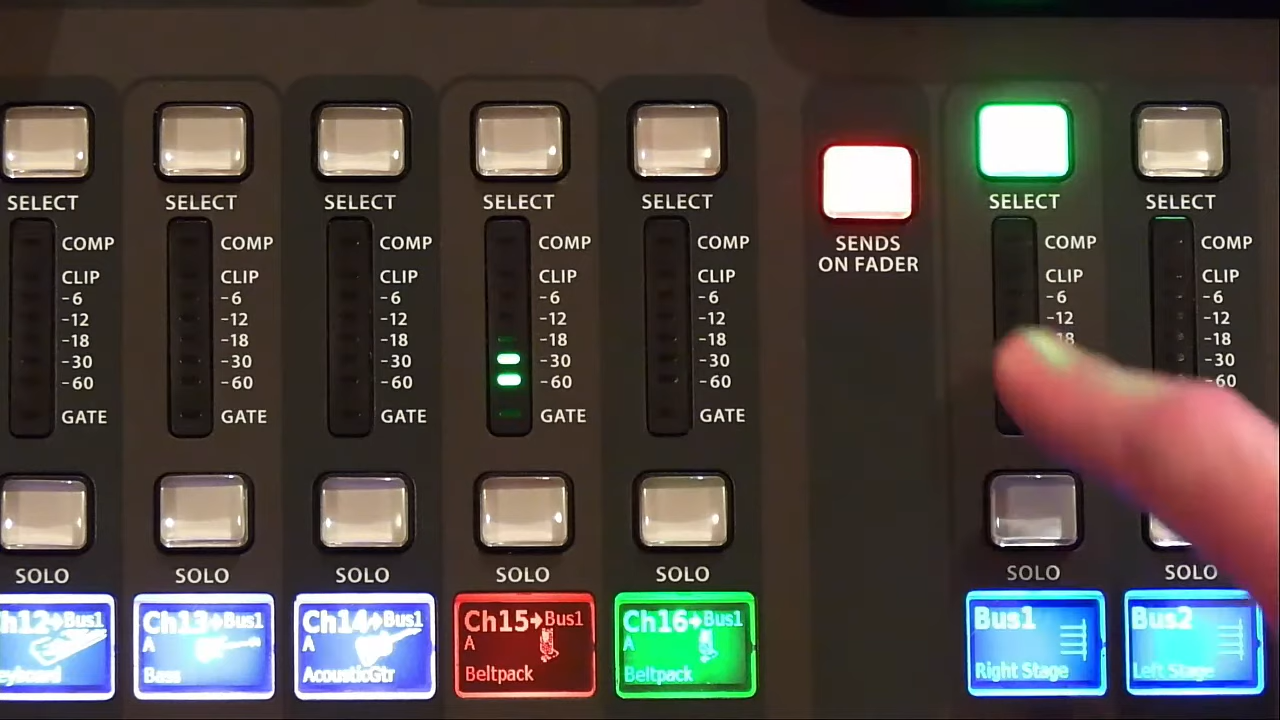 SELECT SELECT SELECT SELECT SELECT SELECT SELECT
COMP COMP COMP COMP COMP COMP COMP
SENDS
ON FADER
CLIP CLIP CLIP CLIP CLIP CLIP CLIP
-6 -6 -6 -6 -6 -6 -6
-12 -12 -12 -12 -12 -12 -12
-18 -18 -18 -18 -18 18 -18
-30 -30 -30 -30 -30 -30
-60 -60 -60 -60 -60 -60
GATE GATE GATE GATE GATE
SOLO SOLO SOLO SOLO SOLO SOLO SOLO
h12→Bus1 Ch13→Bus1 Ch14→Bus1 Ch15→Bus1 Ch16→Bus1 Bus1 Bus2
A A A A A
eyboard Bass AcousticGtr Beltpack Beltpack Right Stage Left Stage